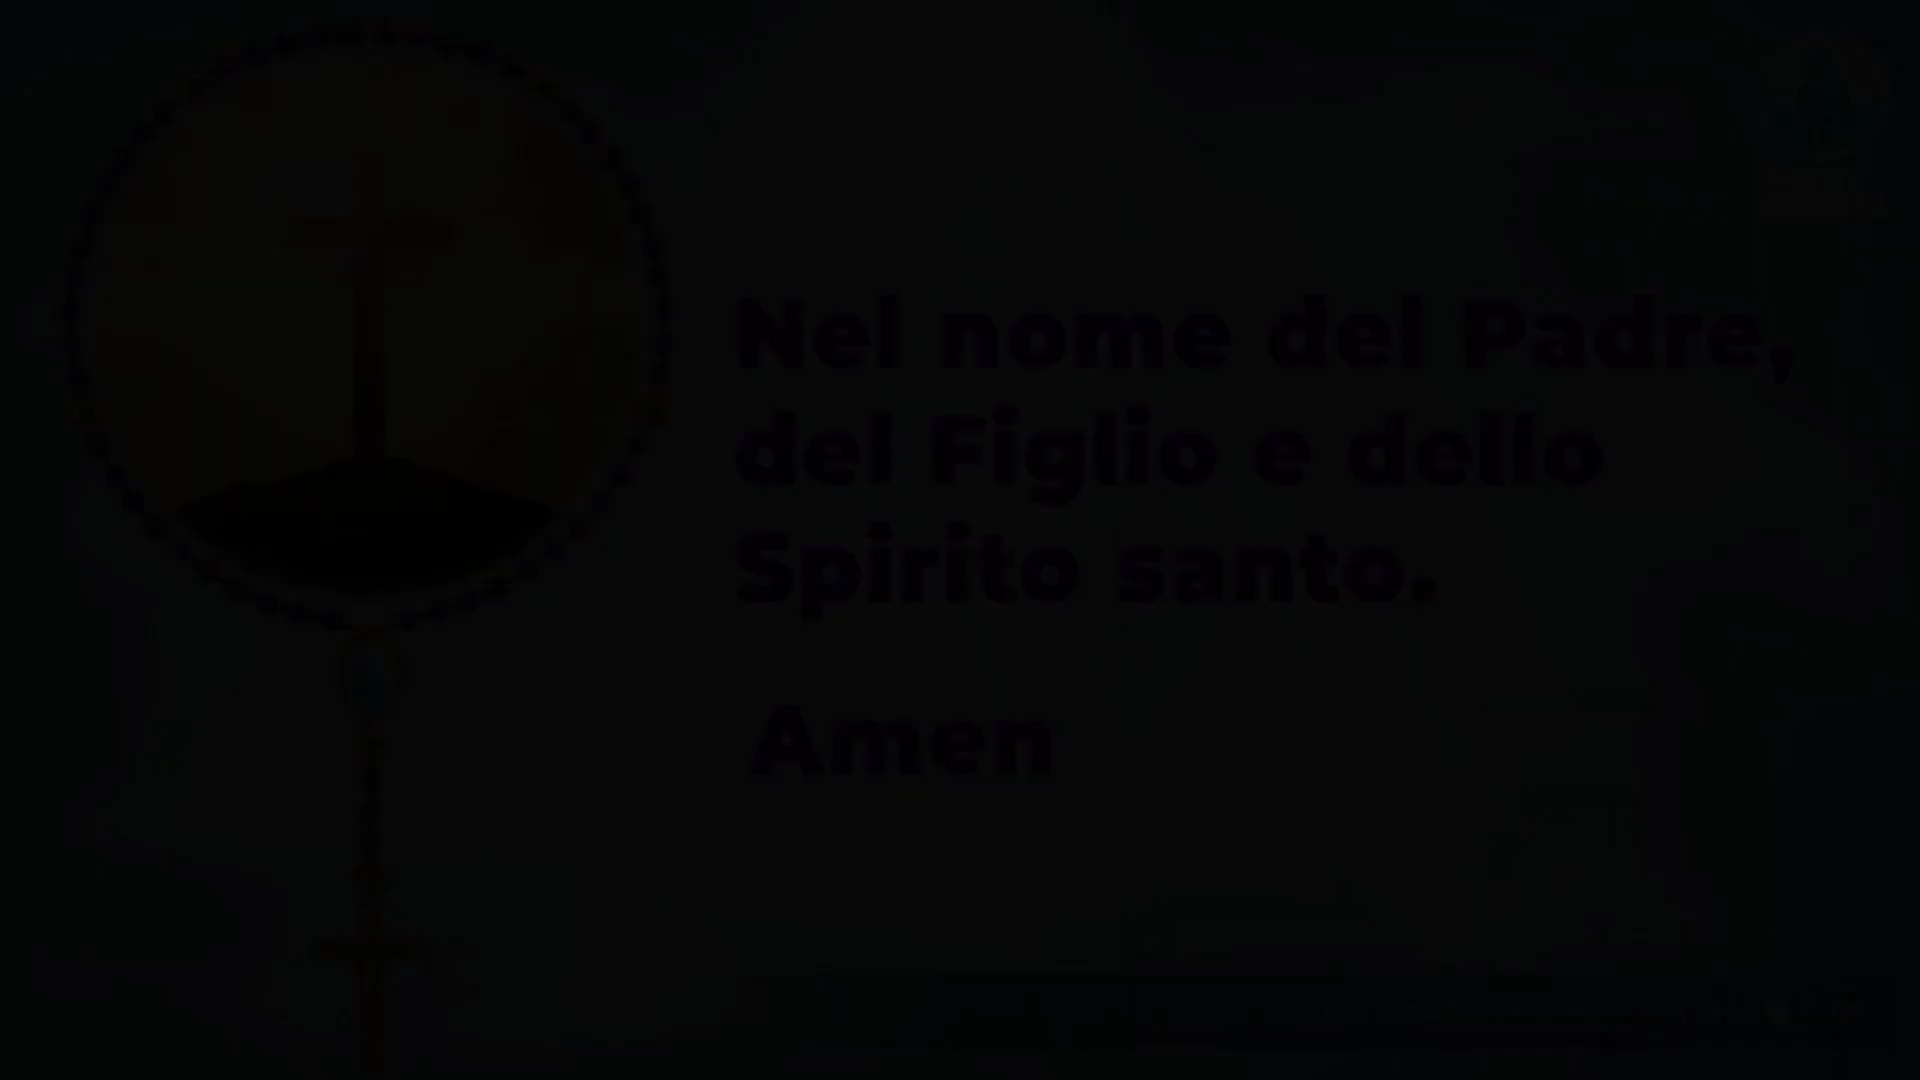 Nel nome del Padre,
del Figlio e dello
Spirito santo.
Amen